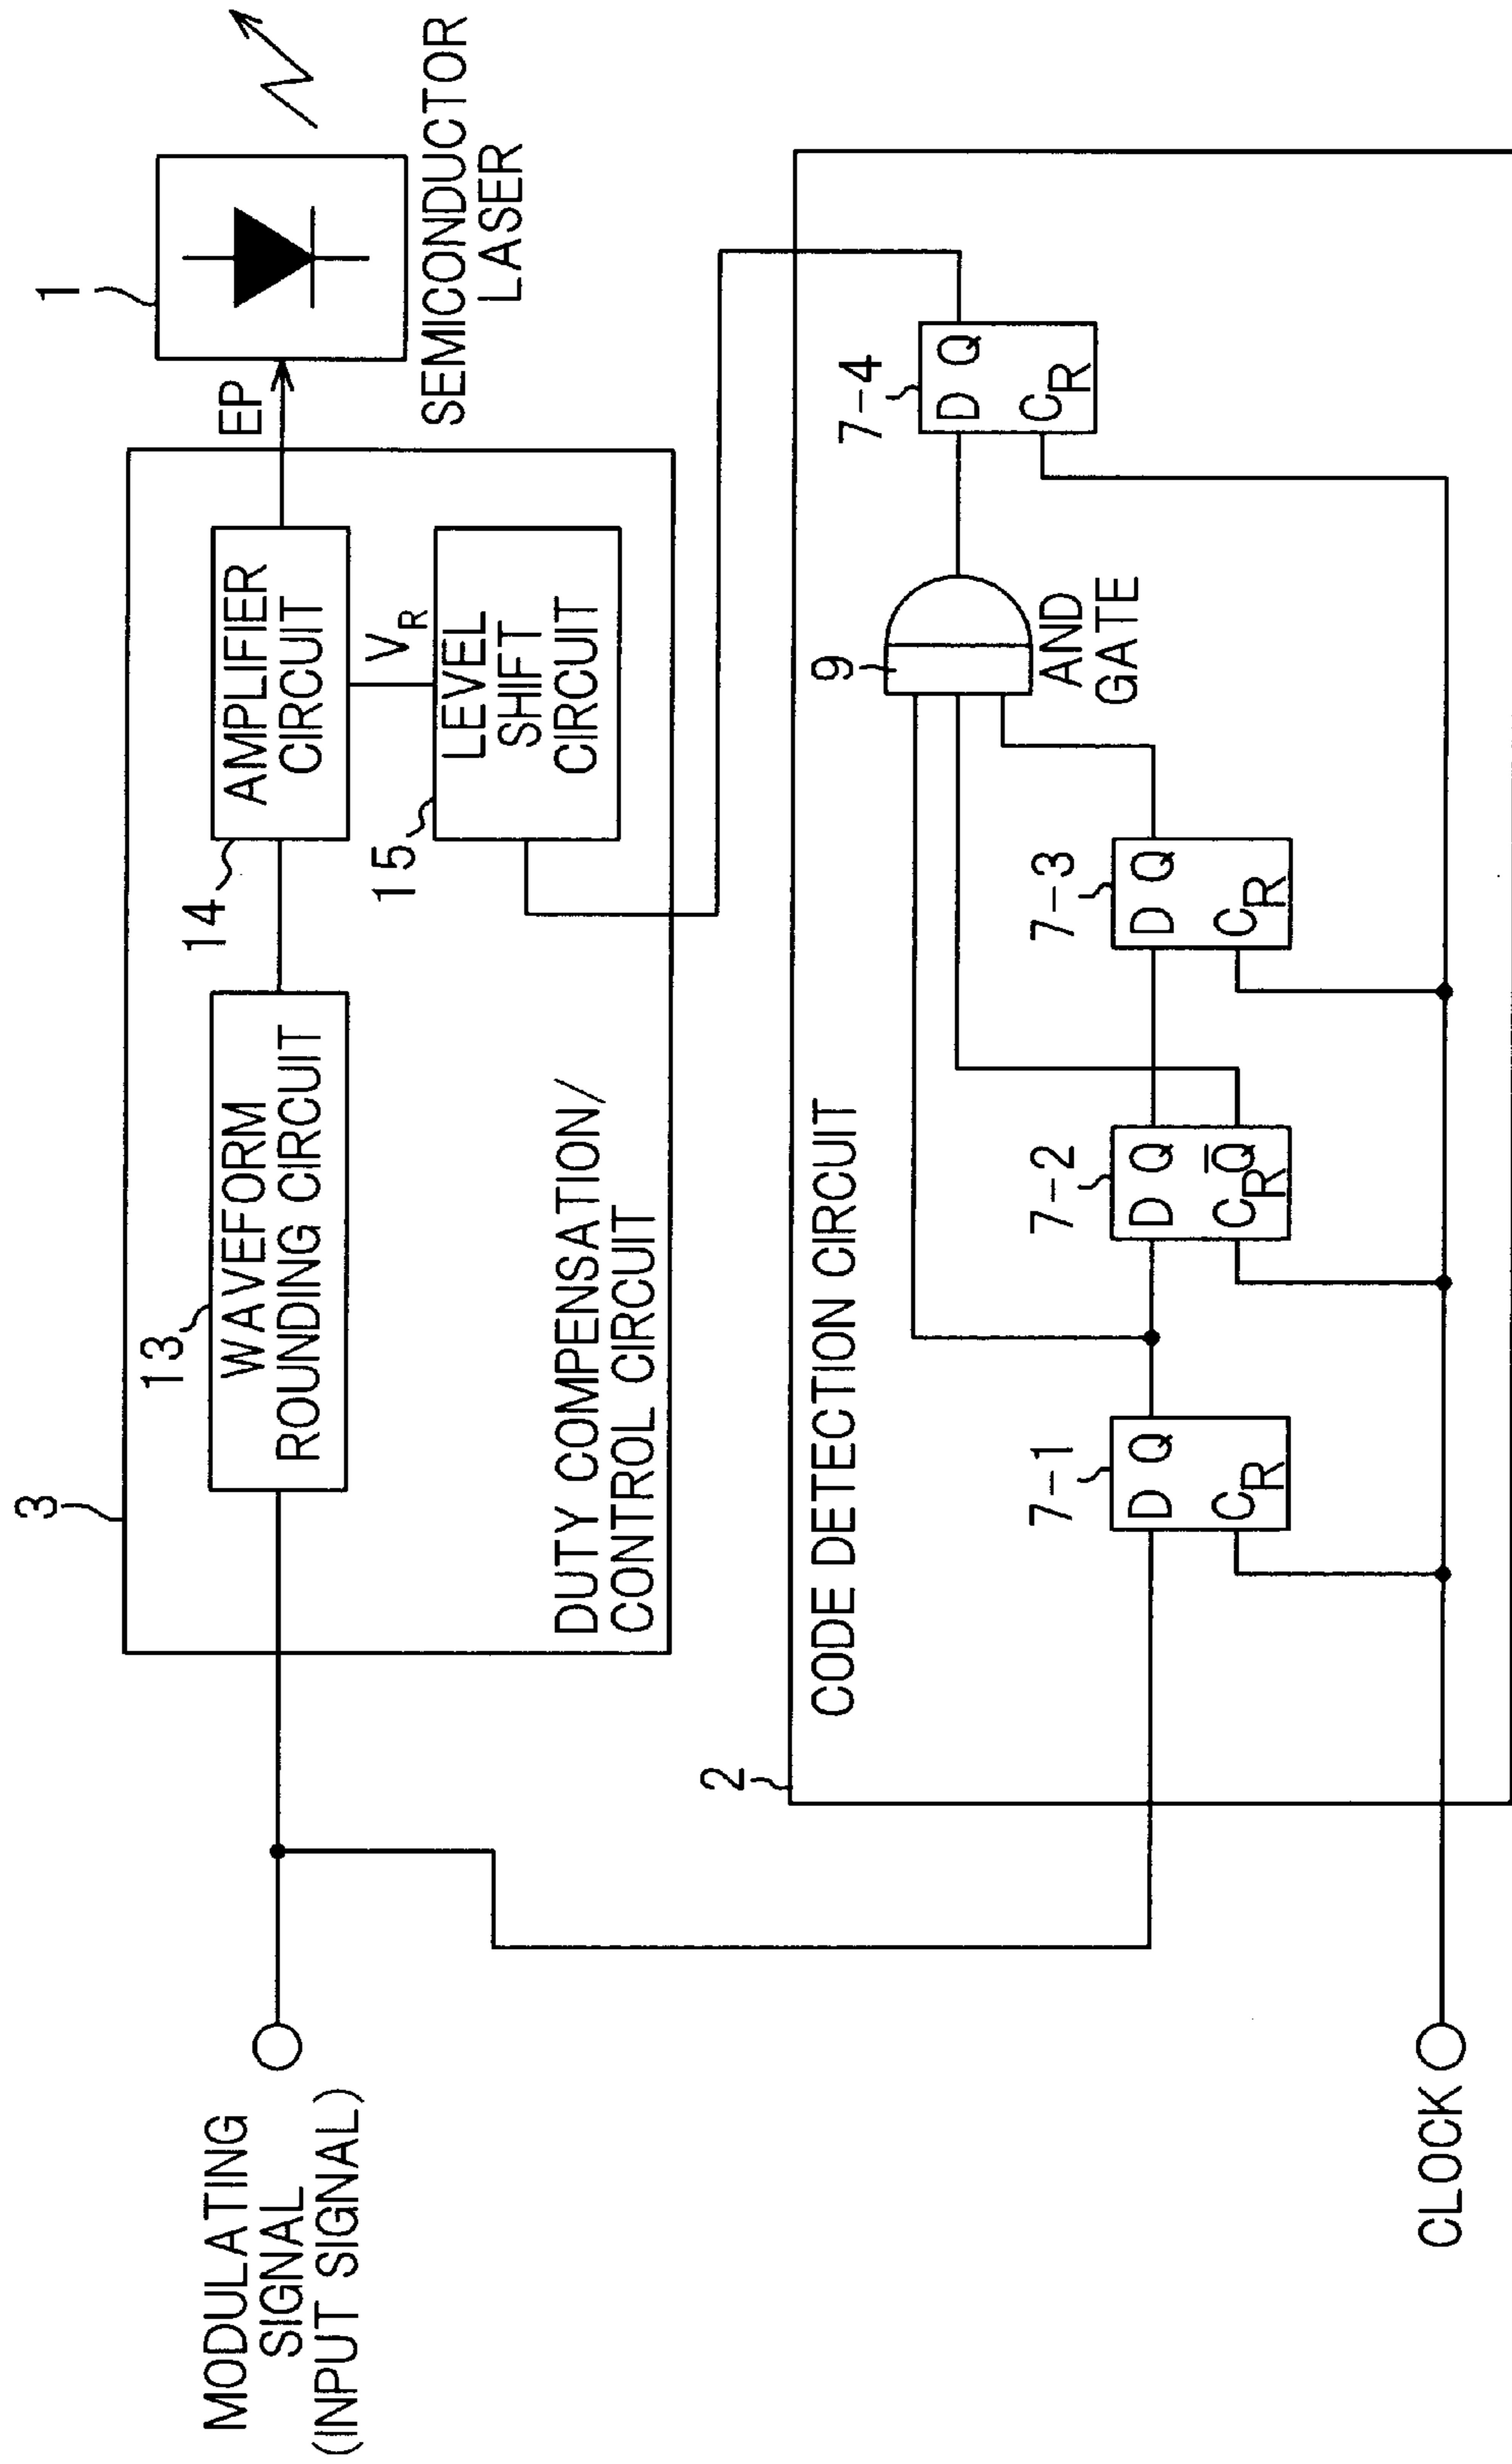 1
EP
SEMICONDUCTOR
LASER
3
13
WAVEFORM
ROUNDING CIRCUIT
14
AMPLIFIER
CIRCUIT
V_R
15
LEVEL
SHIFT
CIRCUIT
DUTY COMPENSATION/
CONTROL CIRCUIT
MODULATING
SIGNAL
(INPUT SIGNAL)
2
CODE DETECTION CIRCUIT
7-1
D Q
C_R
7-2
D Q
C_R Q̅
7-3
D Q
C_R
9
AND
GATE
7-4
D Q
C_R
CLOCK